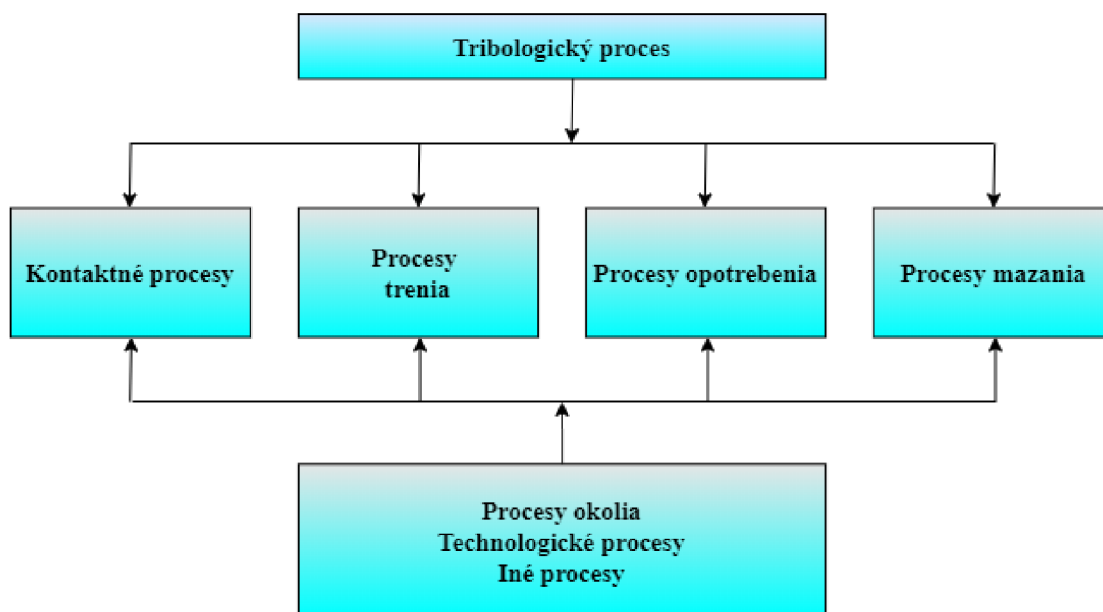 Tribologický proces
Kontaktné procesy
Procesy
trenia
Procesy opotrebenia
Procesy mazania
Procesy okolia
Technologické procesy
Iné procesy